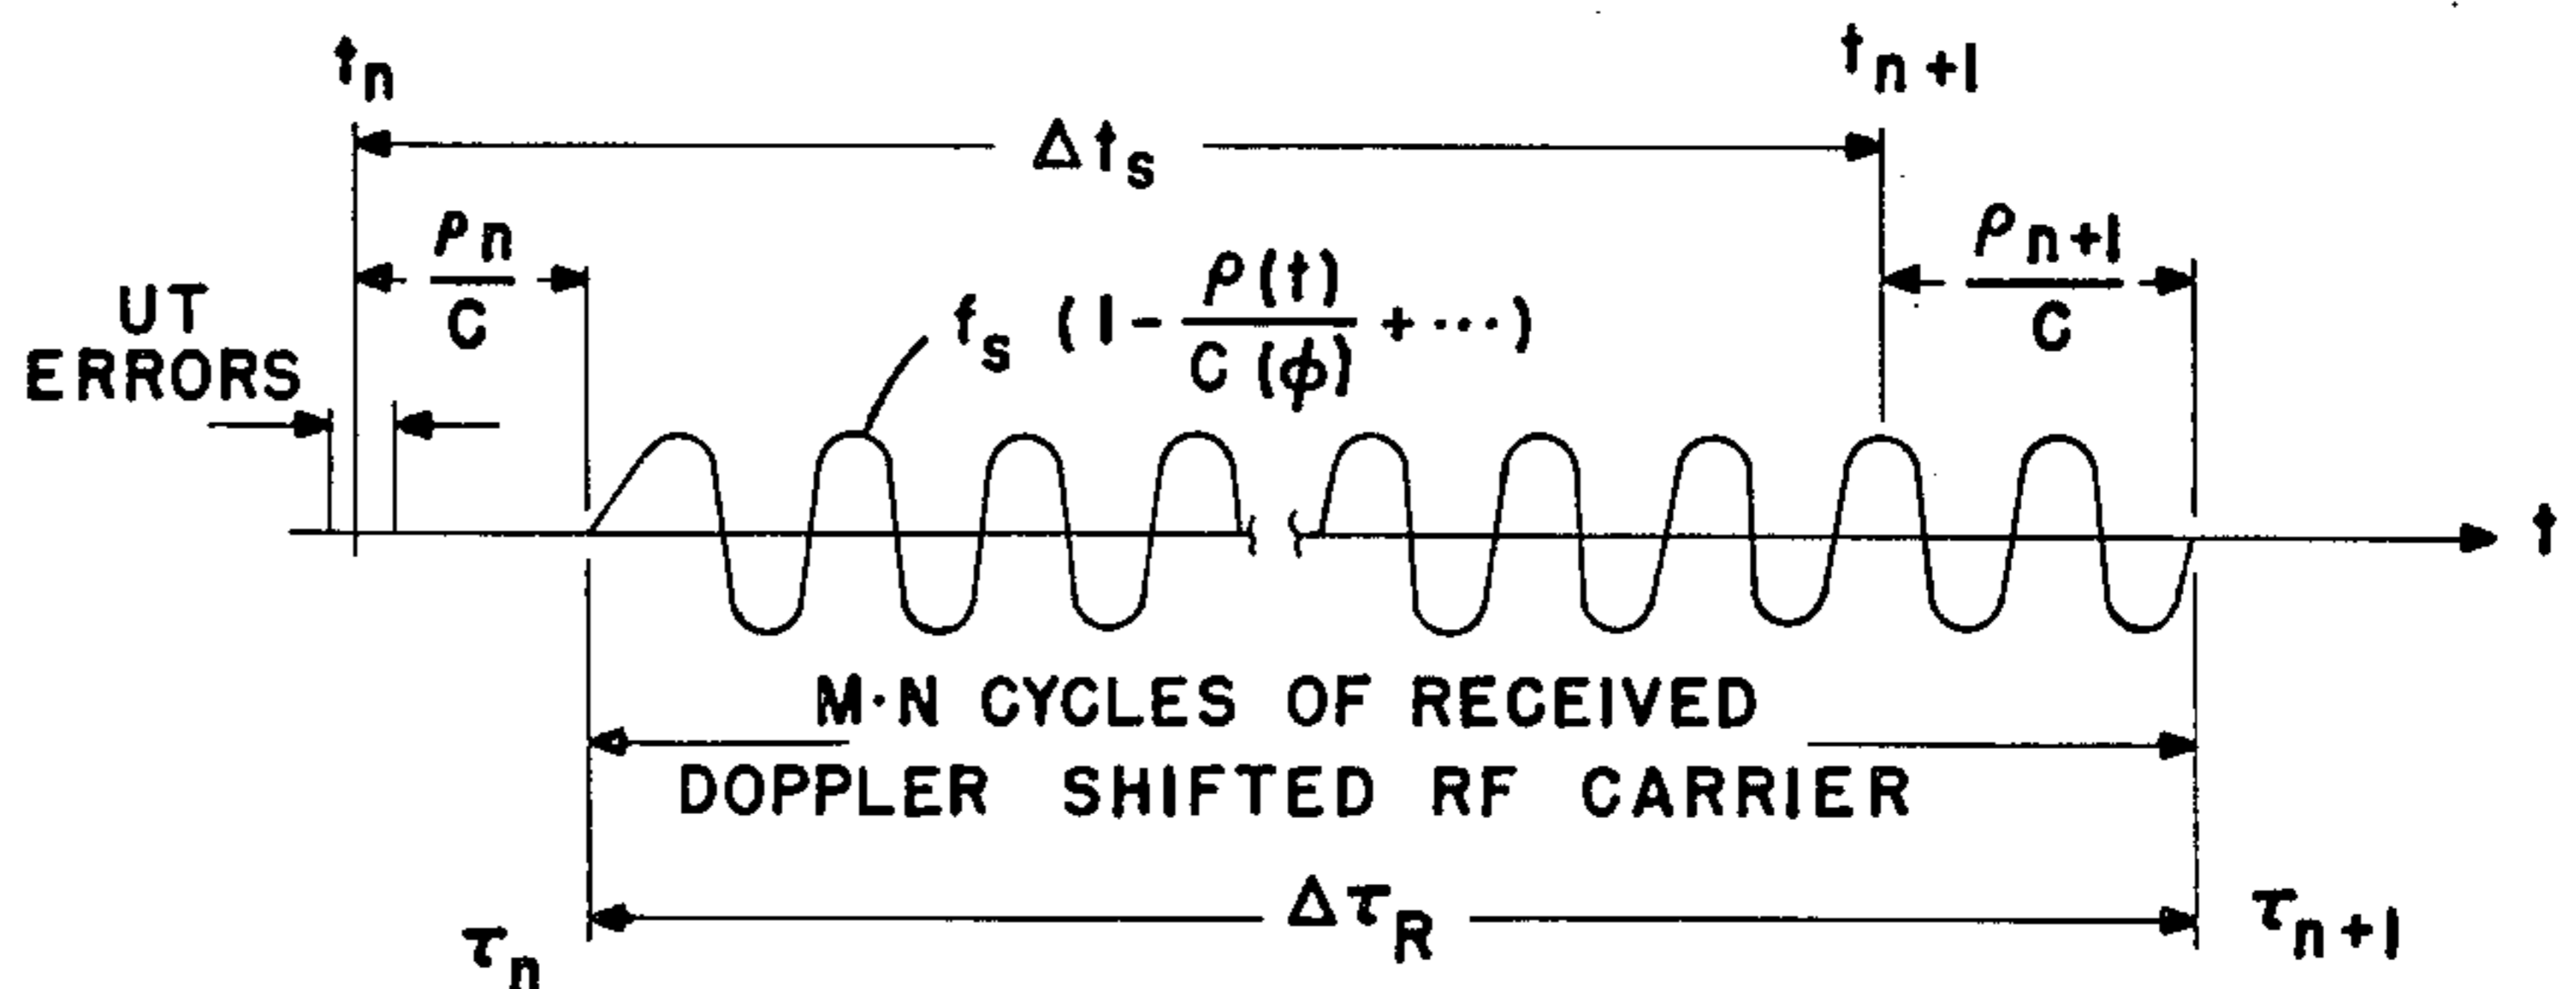 tn
tn+1
Δts
ρn/C
ρn+1/C
UT
ERRORS
fs (1- ρ(t)/C(ϕ) + ···)
t
M·N CYCLES OF RECEIVED
DOPPLER SHIFTED RF CARRIER
ΔτR
τn
τn+1